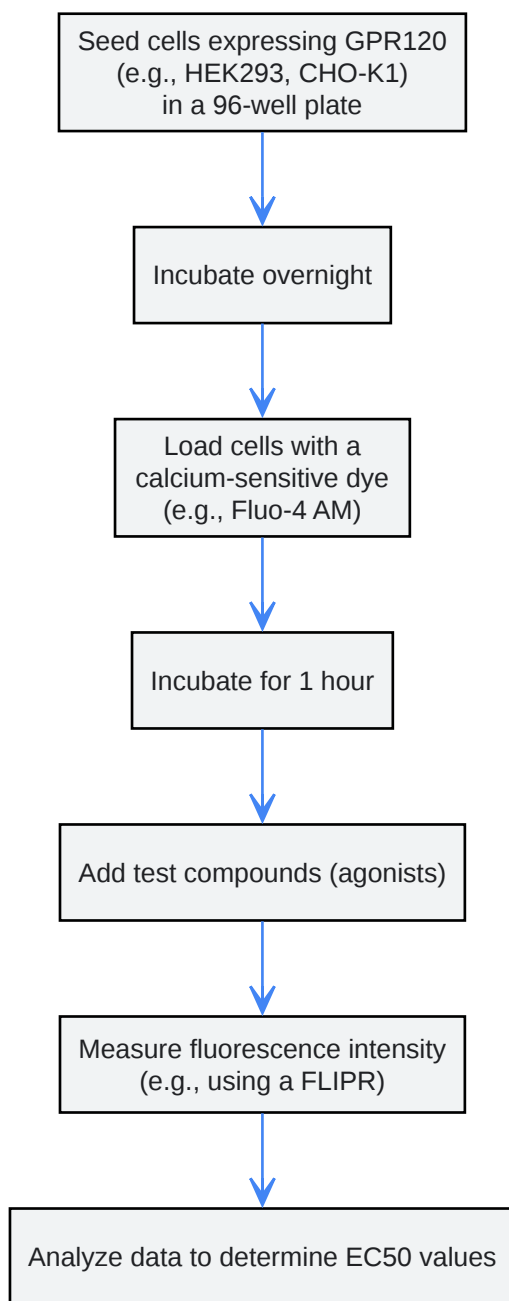 Seed cells expressing GPR120
(e.g., HEK293, CHO-K1)
in a 96-well plate
Incubate overnight
Load cells with a
calcium-sensitive dye
(e.g., Fluo-4 AM)
Incubate for 1 hour
Add test compounds (agonists)
Measure fluorescence intensity
(e.g., using a FLIPR)
Analyze data to determine EC50 values